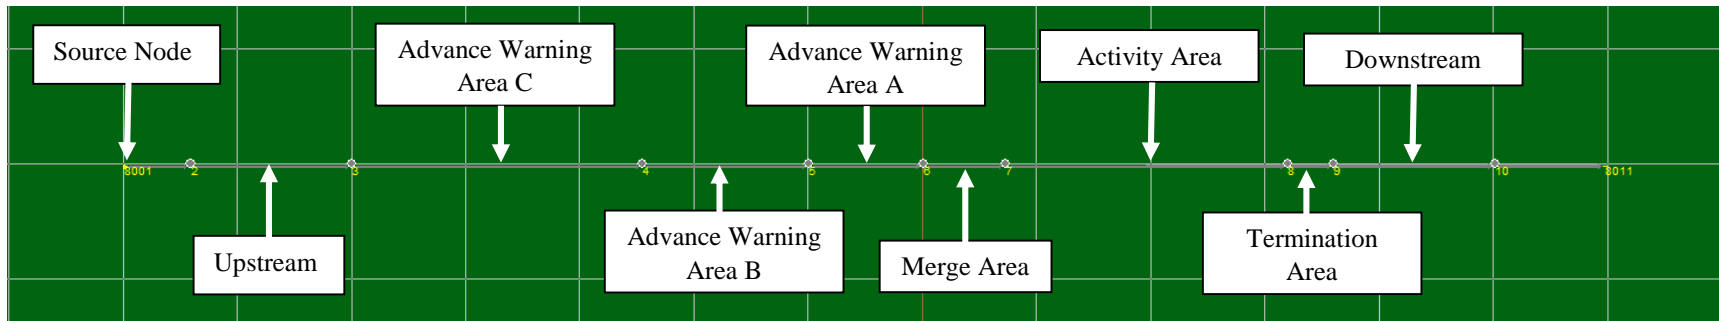 Source Node
Advance Warning
Area C
Advance Warning
Area A
Activity Area
Downstream
8001 2 3 4 5 6 7 8 9 10 8011
Upstream
Advance Warning
Area B
Merge Area
Termination
Area